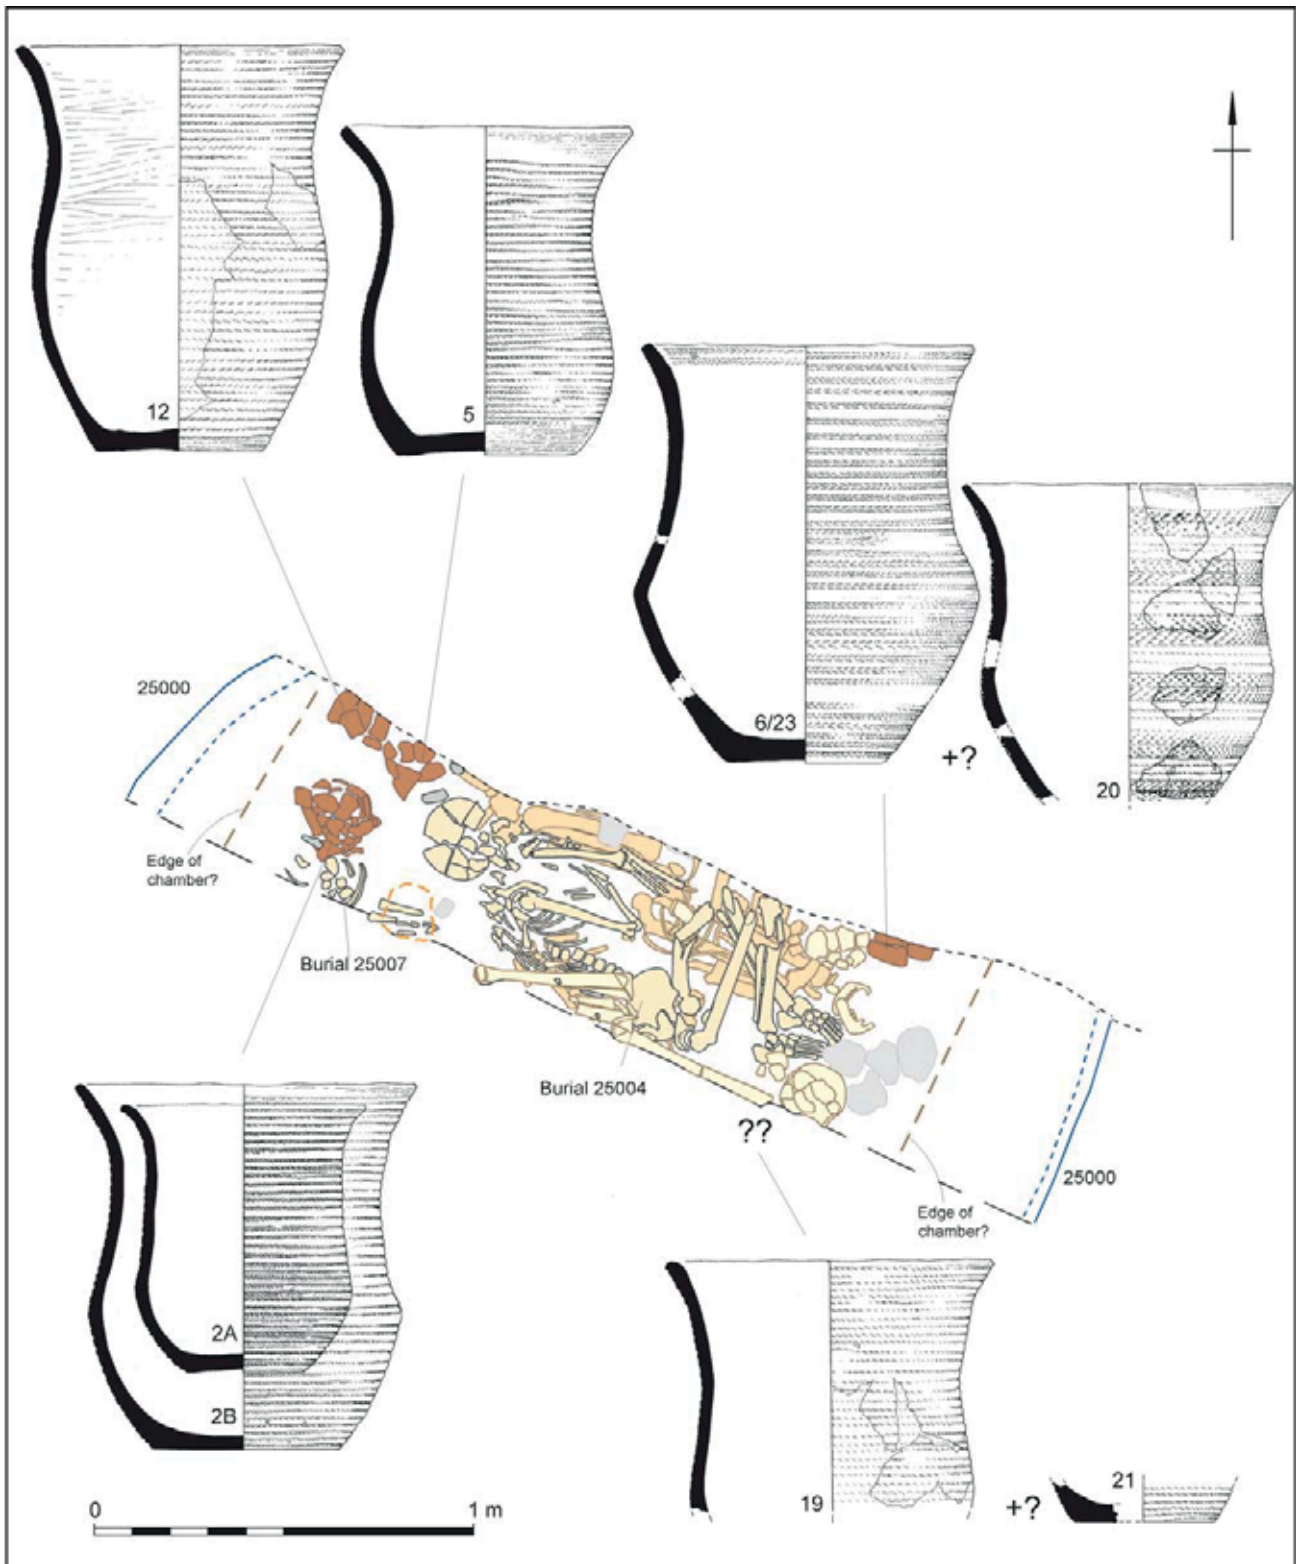 12
5
6/23
+?
20
25000
Edge of
chamber?
Burial 25007
Burial 25004
??
25000
Edge of
chamber?
2A
2B
19
+?
21
0
1 m